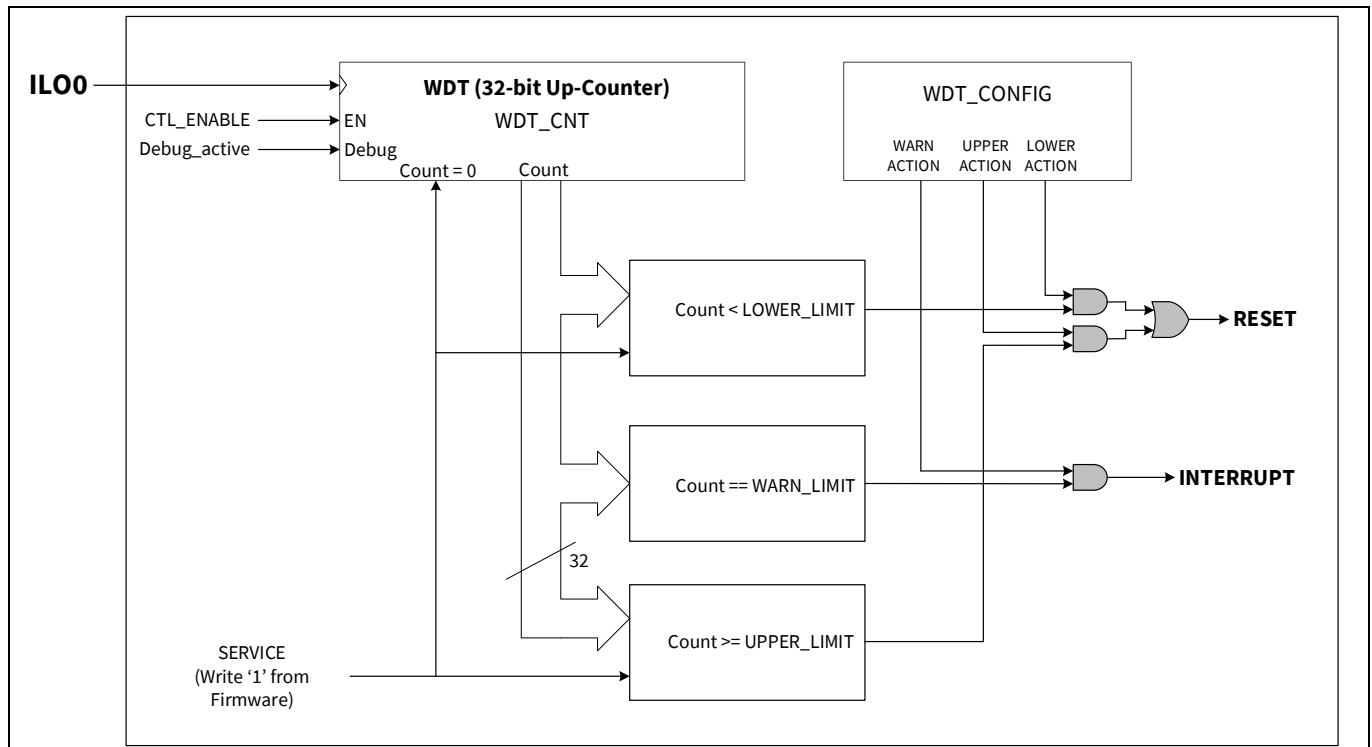 ILO0
WDT (32-bit Up-Counter)
WDT_CNT
CTL_ENABLE
EN
Debug_active
Debug
Count = 0
Count
WDT_CONFIG
WARN
ACTION
UPPER
ACTION
LOWER
ACTION
Count < LOWER_LIMIT
RESET
Count == WARN_LIMIT
INTERRUPT
32
Count >= UPPER_LIMIT
SERVICE
(Write ‘1’ from
Firmware)